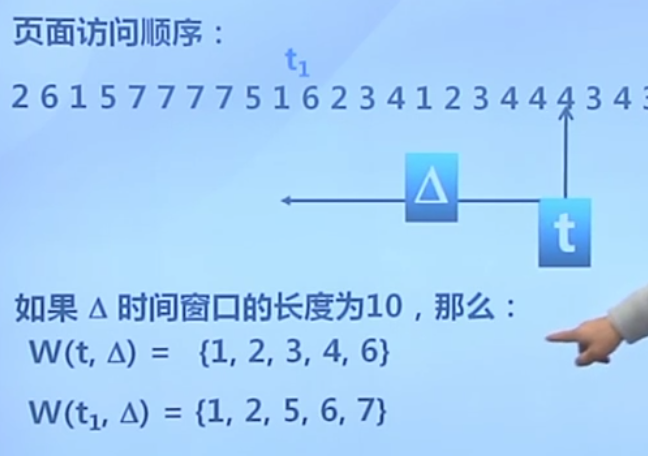 页面访问顺序：
t₁
2 6 1 5 7 7 7 7 5 1 6 2 3 4 1 2 3 4 4 4 3 4 3
Δ
t
如果 Δ 时间窗口的长度为10，那么：
W(t, Δ) = {1, 2, 3, 4, 6}
W(t₁, Δ) = {1, 2, 5, 6, 7}